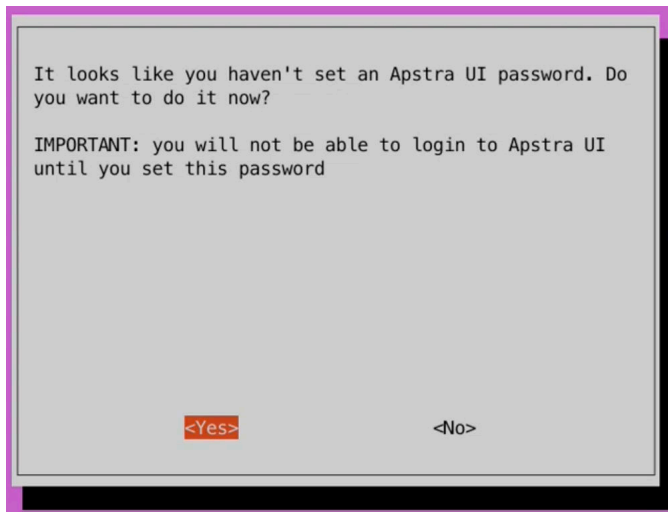 It looks like you haven't set an Apstra UI password. Do
you want to do it now?
IMPORTANT: you will not be able to login to Apstra UI
until you set this password
<Yes> <No>